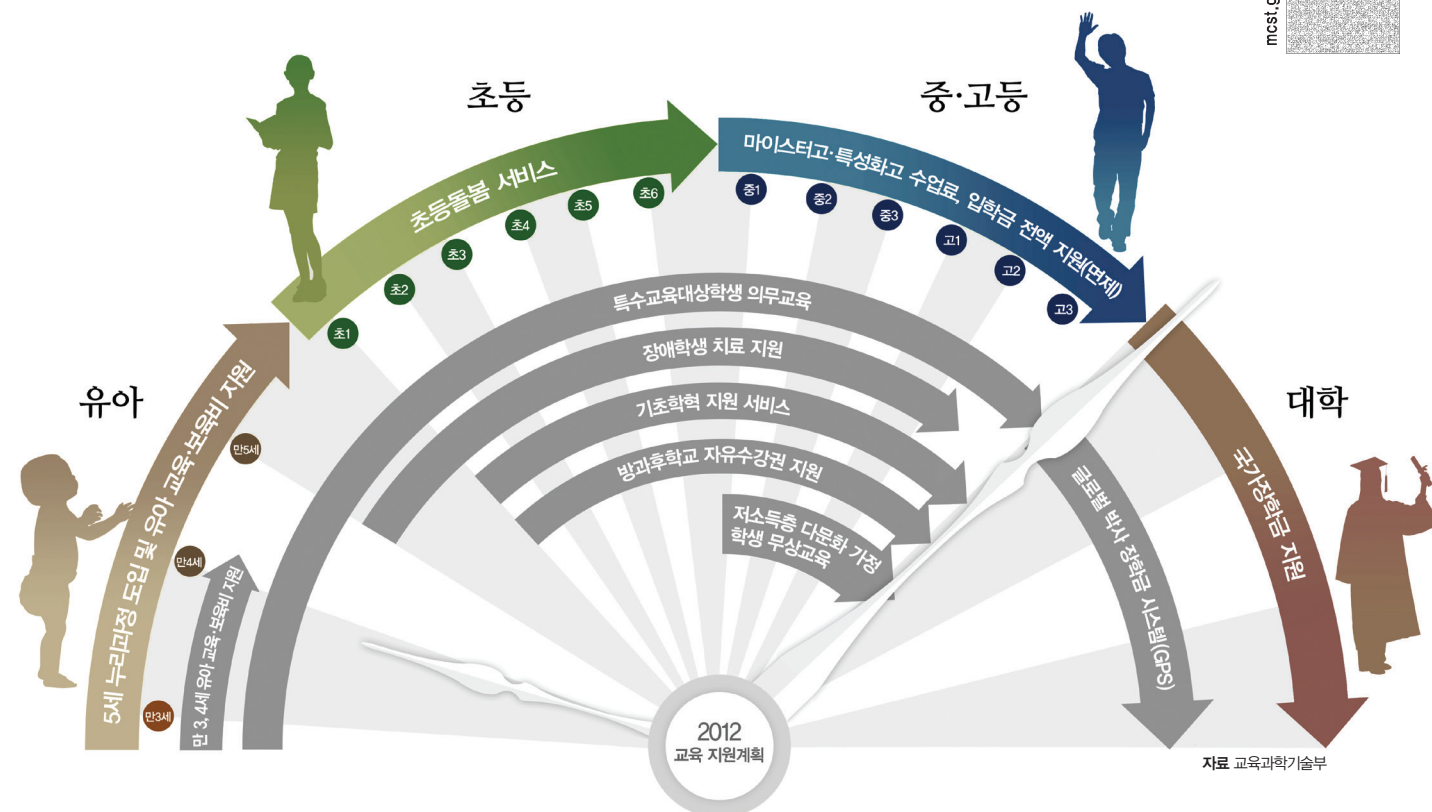 mcst.g
초등
중·고등
유아
대학
5세 누리과정 도입 및 유아 교육·보육비 지원
초등돌봄 서비스
마이스터고·특성화고 수업료, 입학금 전액 지원(면제)
국가장학금 지원
만3세
만4세
만5세
초1
초2
초3
초4
초5
초6
중1
중2
중3
고1
고2
고3
만 3, 4세 유아 교육·보육비 지원
특수교육대상학생 의무교육
장애학생 치료 지원
기초학혁 지원 서비스
방과후학교 자유수강권 지원
저소득층 다문화 가정
학생 무상교육
글로벌 박사 장학금 시스템(GPS)
2012
교육 지원계획
자료 교육과학기술부